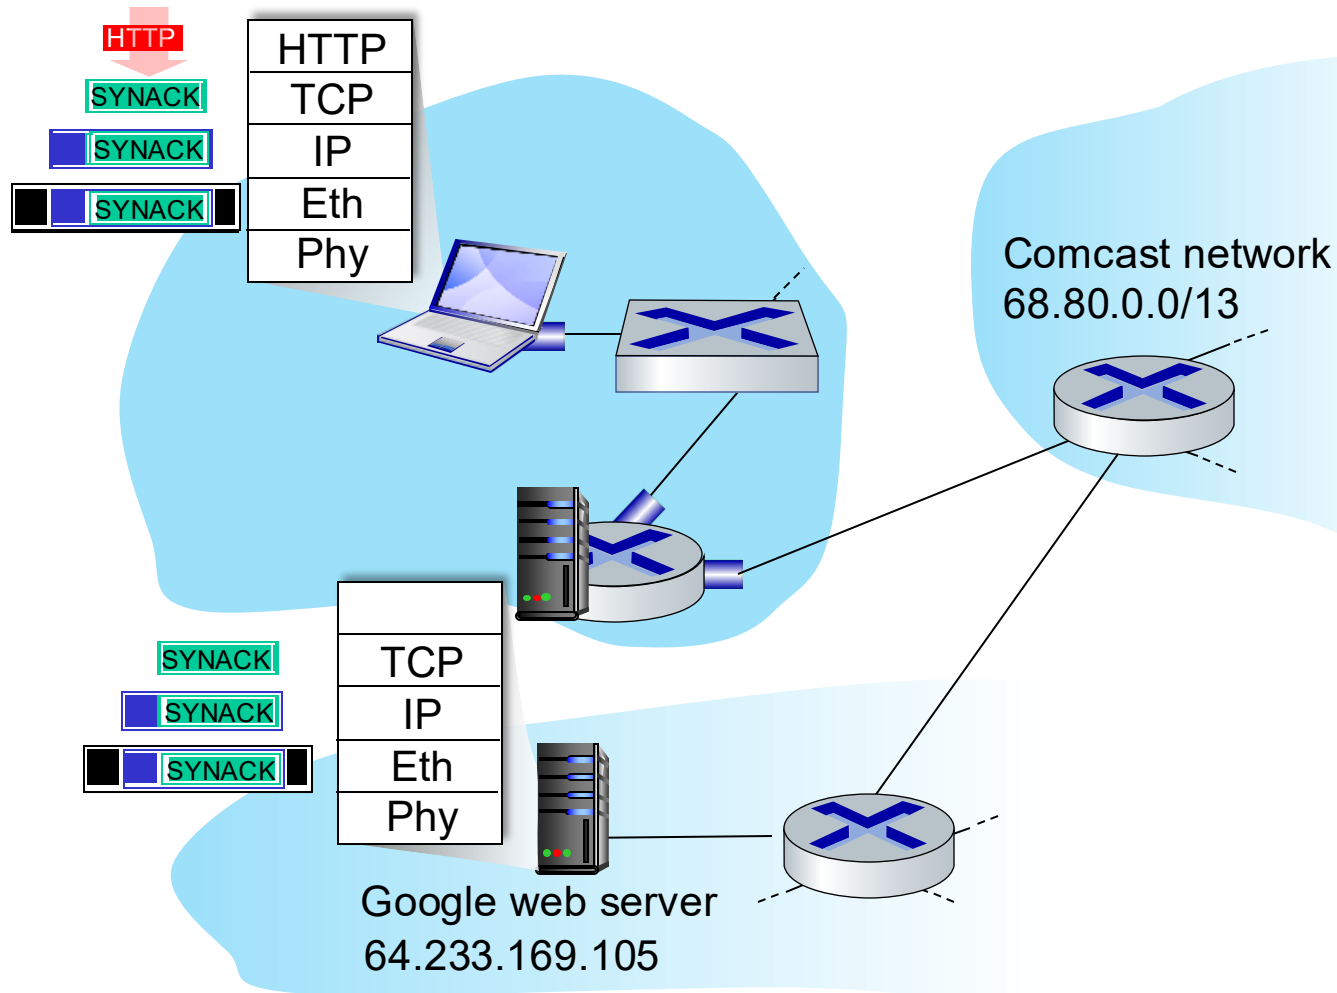 HTTP
SYNACK
SYNACK
SYNACK
HTTP
TCP
IP
Eth
Phy
Comcast network
68.80.0.0/13
SYNACK
SYNACK
SYNACK
TCP
IP
Eth
Phy
Google web server
64.233.169.105